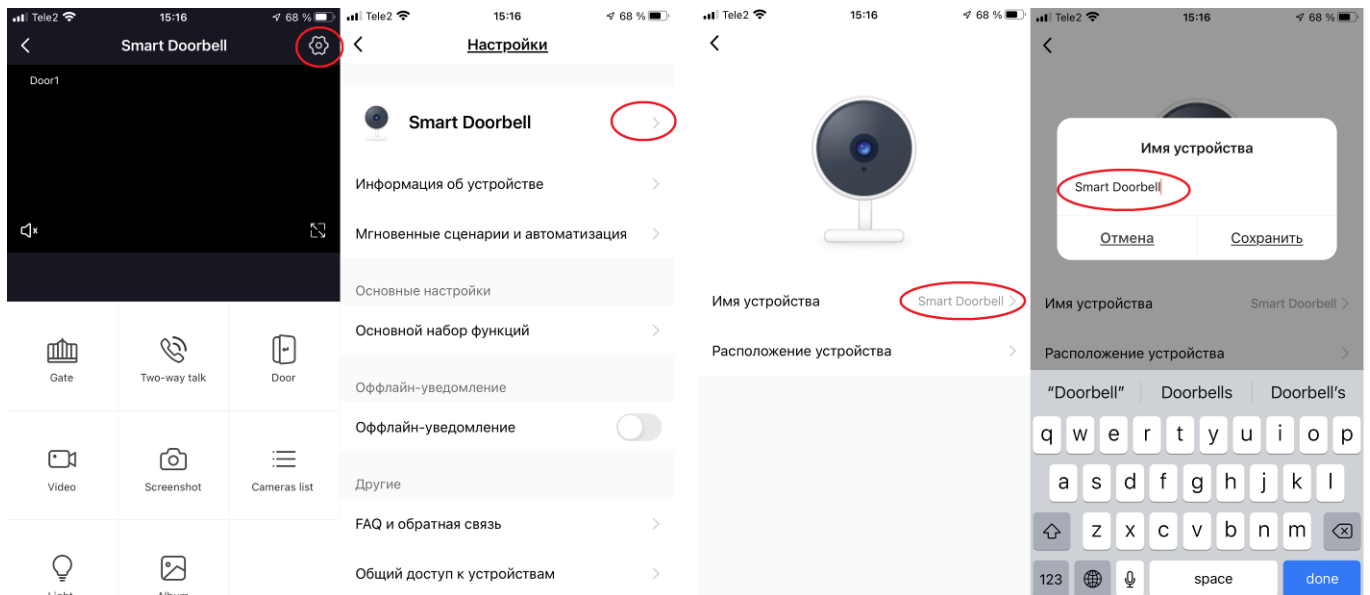 Tele2 15:16 68 %
Smart Doorbell
Door1
Gate Two-way talk Door
Video Screenshot Cameras list
Light Album
Tele2 15:16 68 %
Настройки
Smart Doorbell
Информация об устройстве
Мгновенные сценарии и автоматизация
Основные настройки
Основной набор функций
Оффлайн-уведомление
Оффлайн-уведомление
Другие
FAQ и обратная связь
Общий доступ к устройствам
Tele2 15:16 68 %
Имя устройства Smart Doorbell
Расположение устройства
Tele2 15:16 68 %
Имя устройства
Smart Doorbell
Отмена Сохранить
Имя устройства Smart Doorbell
Расположение устройства
“Doorbell” Doorbells Doorbell’s
q w e r t y u i o p
a s d f g h j k l
z x c v b n m
123 space done